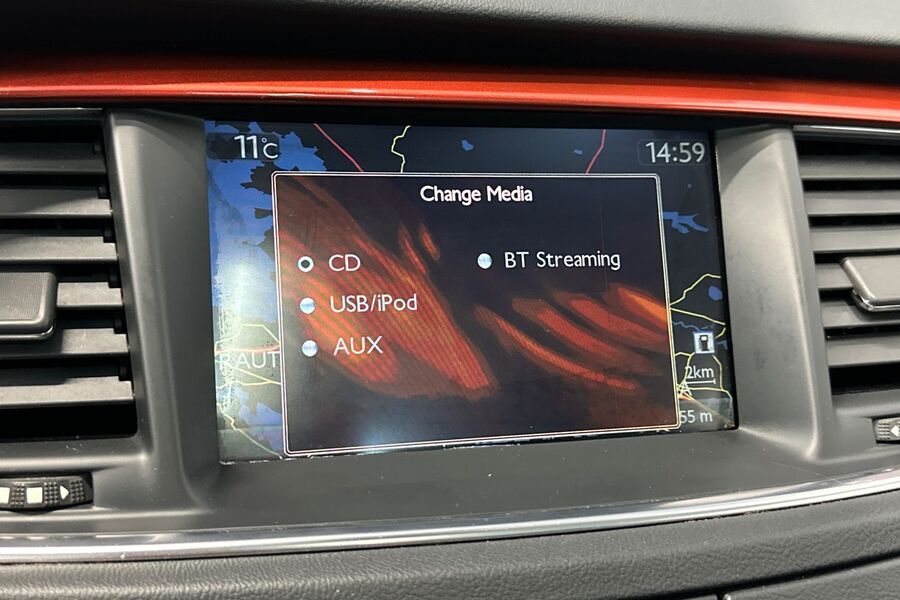 11°C
14:59
Change Media
CD
BT Streaming
USB/iPod
AUX
AUT
2km
55 m